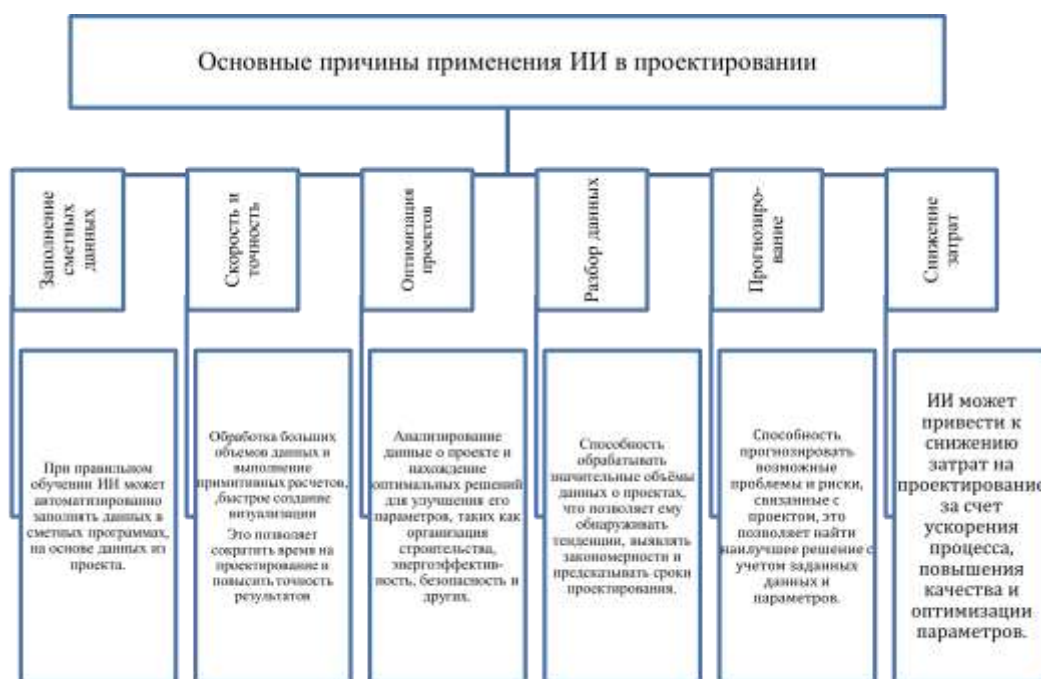 Основные причины применения ИИ в проектировании
Заполнение
сметных
данных
Скорость и
точность
Оптимизация
проектов
Разбор данных
Прогнозиро-
вание
Снижение
затрат
При правильном
обучении ИИ может
автоматизированно
заполнять данных в
сметных программах,
на основе данных из
проекта.
Обработка больших
объемов данных и
выполнение
примитивных расчетов,
быстрое создание
визуализации
Это позволяет
сократить время на
проектирование и
повысить точность
результатов
Анализирование
данные о проекте и
нахождение
оптимальных решений
для улучшения его
параметров, таких как
организация
строительства,
энергоэффектив-
ность, безопасность и
других.
Способность
обрабатывать
значительные объёмы
данных о проектах,
что позволяет ему
обнаруживать
тенденции, выявлять
закономерности и
предсказывать сроки
проектирования.
Способность
прогнозировать
возможные
проблемы и риски,
связанные с
проектом, это
позволяет найти
наилучшее решение с
учетом заданных
данных и
параметров.
ИИ может
привести к
снижению
затрат на
проектирование
за счет
ускорения
процесса,
повышения
качества и
оптимизации
параметров.